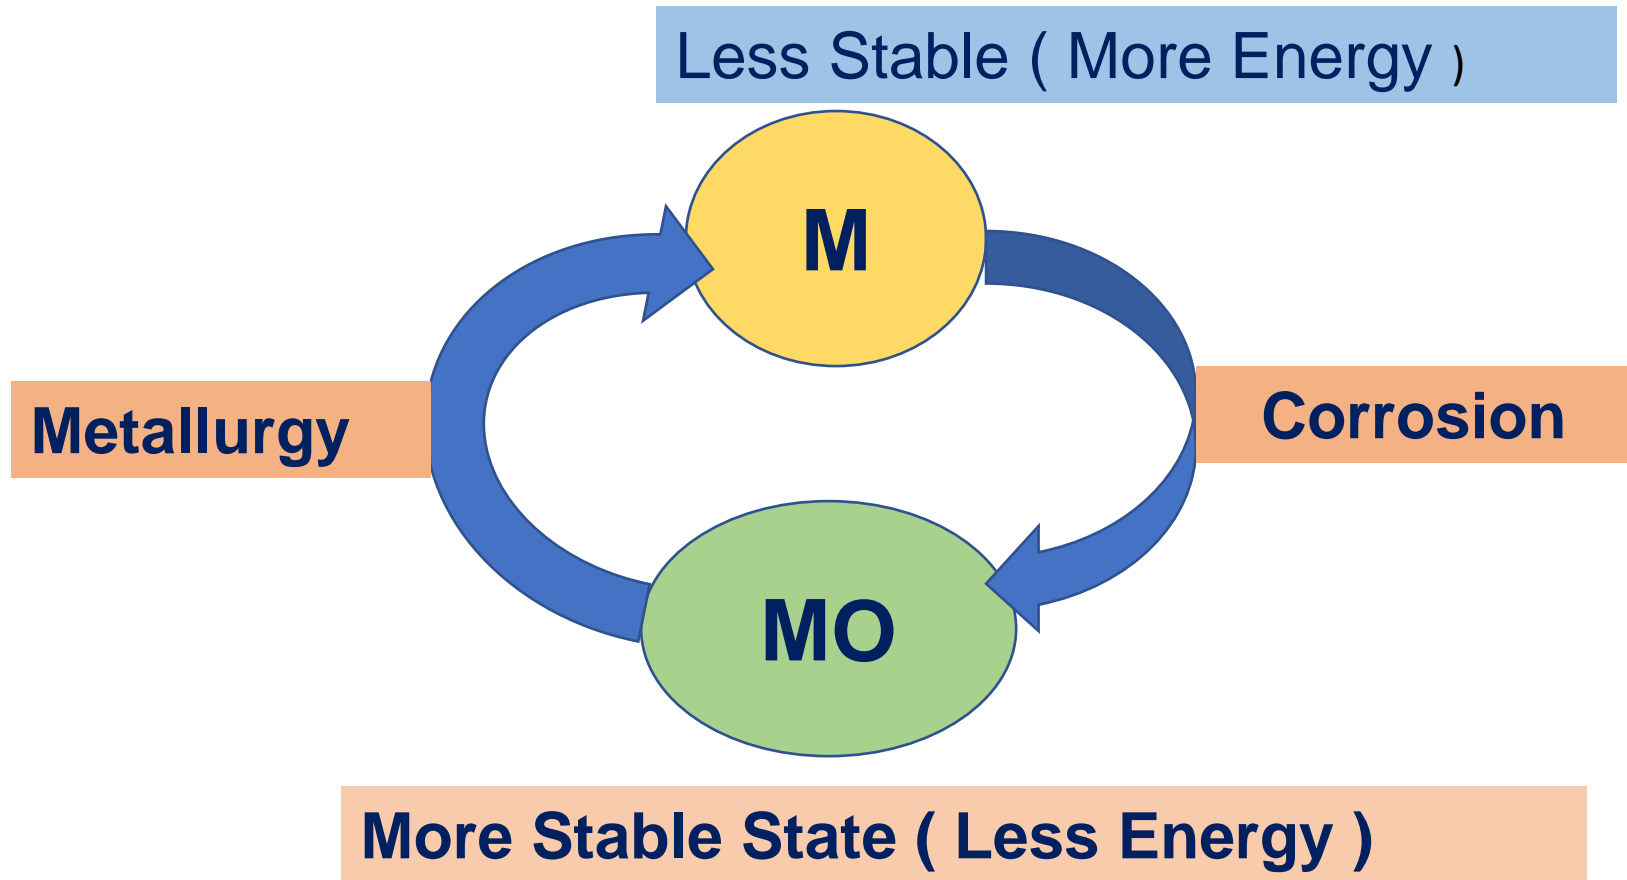 Less Stable ( More Energy )
M
Metallurgy
Corrosion
MO
More Stable State ( Less Energy )